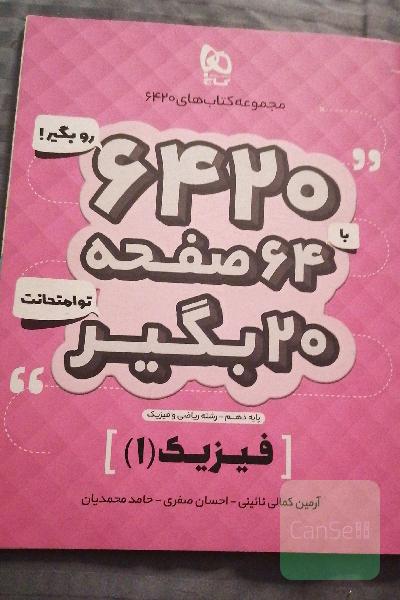 گاج
مجموعه کتاب‌های ۶۴۲۰
رو بگیر!
۶۴۲۰
با
۶۴ صفحه
تو امتحانت
۲۰ بگیر
پایه دهم - رشته ریاضی و فیزیک
[ فیزیک (۱) ]
آرمین کمالی نائینی - احسان صفری - حامد محمدیان
CanSell